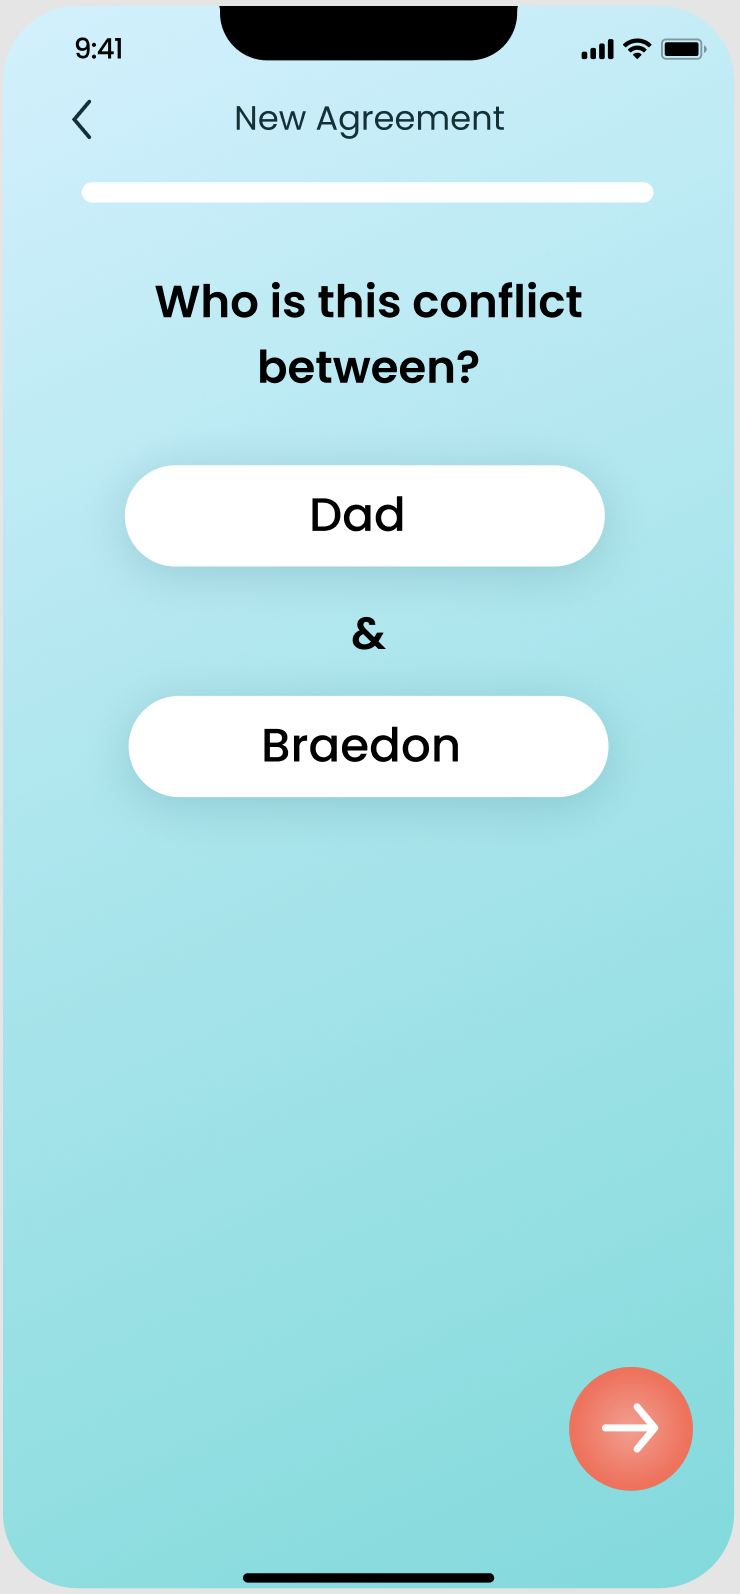 9:41
New Agreement
Who is this conflict
between?
Dad
&
Braedon